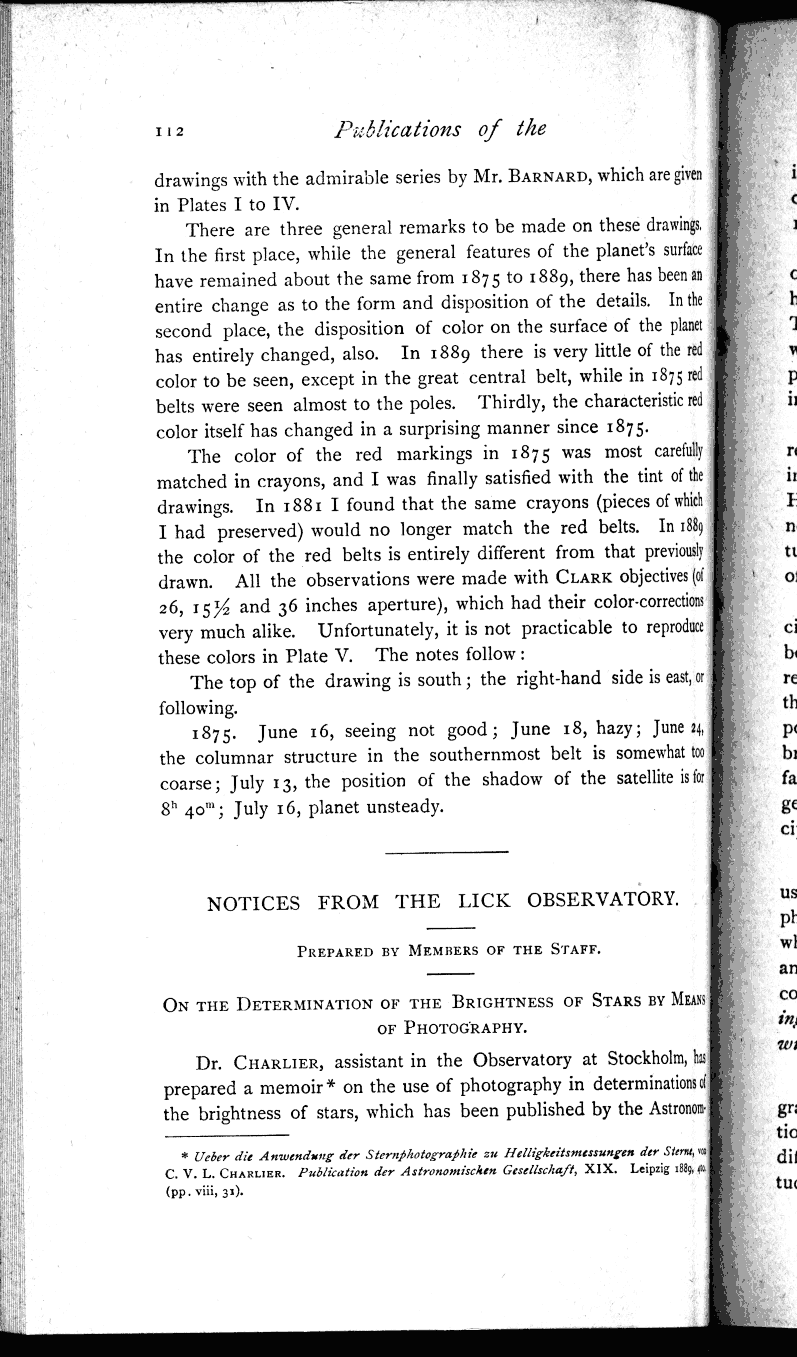 112 Publications of the
drawings with the admirable series by Mr. BARNARD, which are given
in Plates I to IV.
There are three general remarks to be made on these drawings.
In the first place, while the general features of the planet's surface
have remained about the same from 1875 to 1889, there has been an
entire change as to the form and disposition of the details. In the
second place, the disposition of color on the surface of the planet
has entirely changed, also. In 1889 there is very little of the red
color to be seen, except in the great central belt, while in 1875 red
belts were seen almost to the poles. Thirdly, the characteristic red
color itself has changed in a surprising manner since 1875.
The color of the red markings in 1875 was most carefully
matched in crayons, and I was finally satisfied with the tint of the
drawings. In 1881 I found that the same crayons (pieces of which
I had preserved) would no longer match the red belts. In 1889
the color of the red belts is entirely different from that previously
drawn. All the observations were made with CLARK objectives (of
26, 15½ and 36 inches aperture), which had their color-corrections
very much alike. Unfortunately, it is not practicable to reproduce
these colors in Plate V. The notes follow :
The top of the drawing is south ; the right-hand side is east, or
following.
1875. June 16, seeing not good ; June 18, hazy ; June 24,
the columnar structure in the southernmost belt is somewhat too
coarse ; July 13, the position of the shadow of the satellite is for
8ʰ 40ᵐ ; July 16, planet unsteady.
NOTICES FROM THE LICK OBSERVATORY.
PREPARED BY MEMBERS OF THE STAFF.
ON THE DETERMINATION OF THE BRIGHTNESS OF STARS BY MEANS
OF PHOTOGRAPHY.
Dr. CHARLIER, assistant in the Observatory at Stockholm, has
prepared a memoir * on the use of photography in determinations of
the brightness of stars, which has been published by the Astronom-
* Ueber die Anwendung der Sternphotographie zu Helligkeitsmessungen der Sterne, von
C. V. L. CHARLIER. Publication der Astronomischen Gesellschaft, XIX. Leipzig 1889, 4to.
(pp. viii, 31).